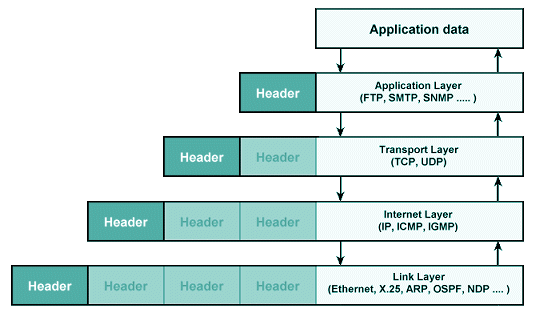 Application data
Header
Application Layer
(FTP, SMTP, SNMP ..... )
Header Header
Transport Layer
(TCP, UDP)
Header Header Header
Internet Layer
(IP, ICMP, IGMP)
Header Header Header Header
Link Layer
(Ethernet, X.25, ARP, OSPF, NDP .... )